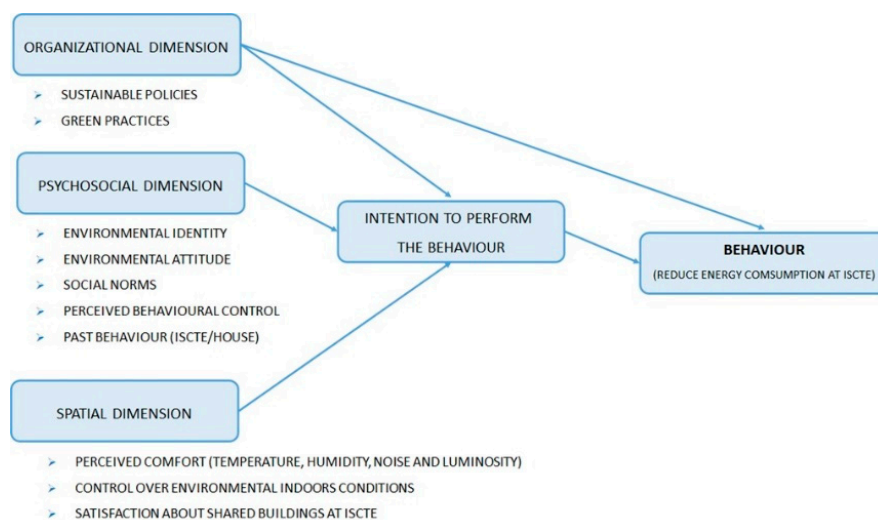 ORGANIZATIONAL DIMENSION
SUSTAINABLE POLICIES
GREEN PRACTICES
PSYCHOSOCIAL DIMENSION
ENVIRONMENTAL IDENTITY
ENVIRONMENTAL ATTITUDE
SOCIAL NORMS
PERCEIVED BEHAVIOURAL CONTROL
PAST BEHAVIOUR (ISCTE/HOUSE)
INTENTION TO PERFORM
THE BEHAVIOUR
BEHAVIOUR
(REDUCE ENERGY COMSUMPTION AT ISCTE)
SPATIAL DIMENSION
PERCEIVED COMFORT (TEMPERATURE, HUMIDITY, NOISE AND LUMINOSITY)
CONTROL OVER ENVIRONMENTAL INDOORS CONDITIONS
SATISFACTION ABOUT SHARED BUILDINGS AT ISCTE